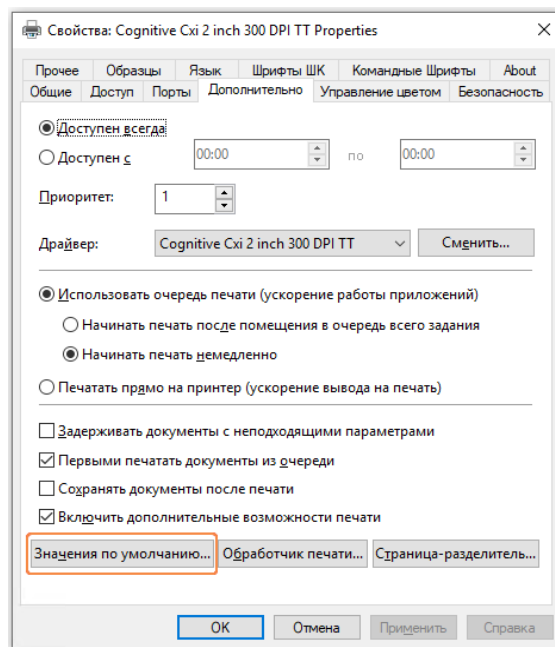 Свойства: Cognitive Cxi 2 inch 300 DPI TT Properties
Прочее Образцы Язык Шрифты ШК Командные Шрифты About
Общие Доступ Порты Дополнительно Управление цветом Безопасность
Доступен всегда
Доступен с 00:00 по 00:00
Приоритет: 1
Драйвер: Cognitive Cxi 2 inch 300 DPI TT Сменить...
Использовать очередь печати (ускорение работы приложений)
Начинать печать после помещения в очередь всего задания
Начинать печать немедленно
Печатать прямо на принтер (ускорение вывода на печать)
Задерживать документы с неподходящими параметрами
Первыми печатать документы из очереди
Сохранять документы после печати
Включить дополнительные возможности печати
Значения по умолчанию... Обработчик печати... Страница-разделитель...
OK Отмена Применить Справка